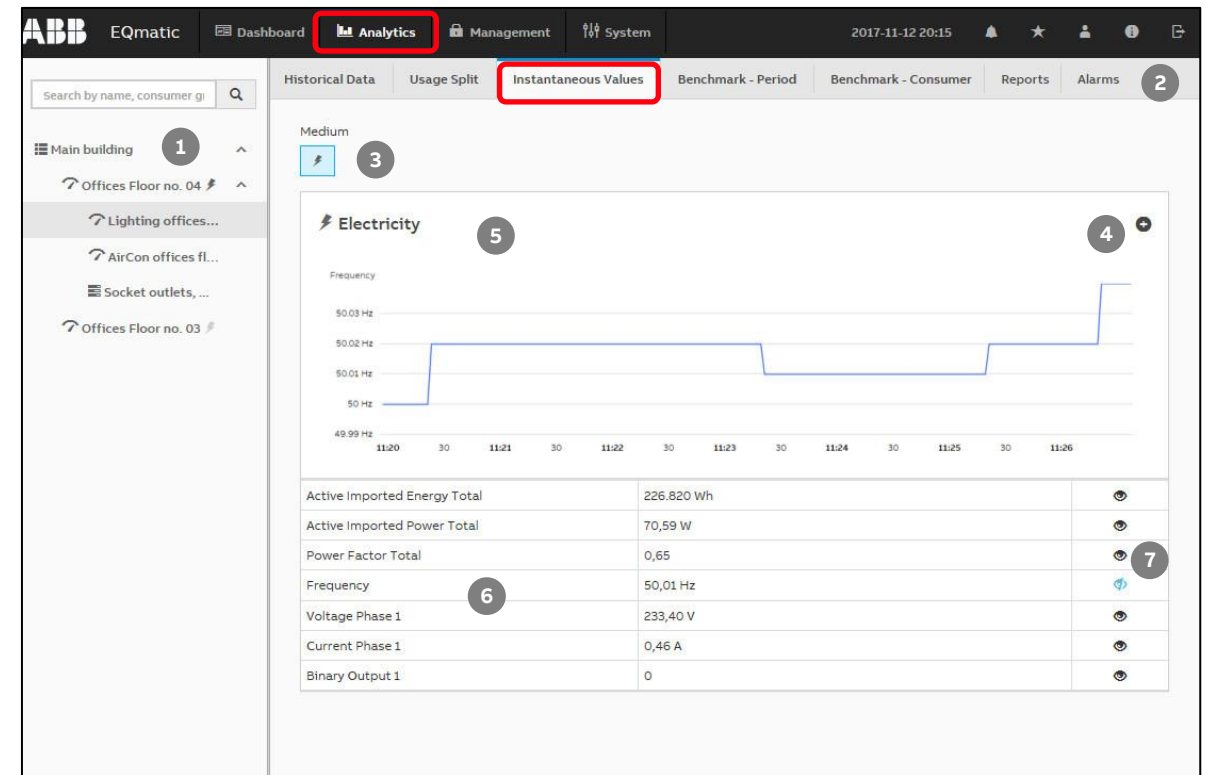 ABB EQmatic Dashboard Analytics Management System 2017-11-12 20:15
Historical Data Usage Split Instantaneous Values Benchmark - Period Benchmark - Consumer Reports Alarms 2
Search by name, consumer gr
Main building 1
Offices Floor no. 04
Lighting offices...
AirCon offices fl...
Socket outlets, ...
Offices Floor no. 03
Medium
3
Electricity 5 4
Frequency
50.03 Hz
50.02 Hz
50.01 Hz
50 Hz
49.99 Hz
11:20 30 11:21 30 11:22 30 11:23 30 11:24 30 11:25 30 11:26
Active Imported Energy Total 226.820 Wh
Active Imported Power Total 70,59 W
Power Factor Total 0,65 7
Frequency 50,01 Hz
6
Voltage Phase 1 233,40 V
Current Phase 1 0,46 A
Binary Output 1 0